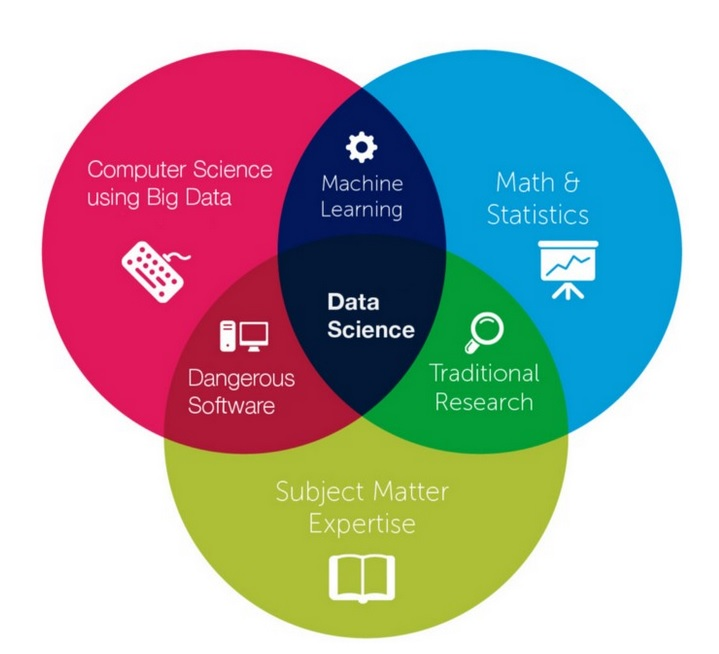 Computer Science
using Big Data
Machine
Learning
Math &
Statistics
Data
Science
Dangerous
Software
Traditional
Research
Subject Matter
Expertise